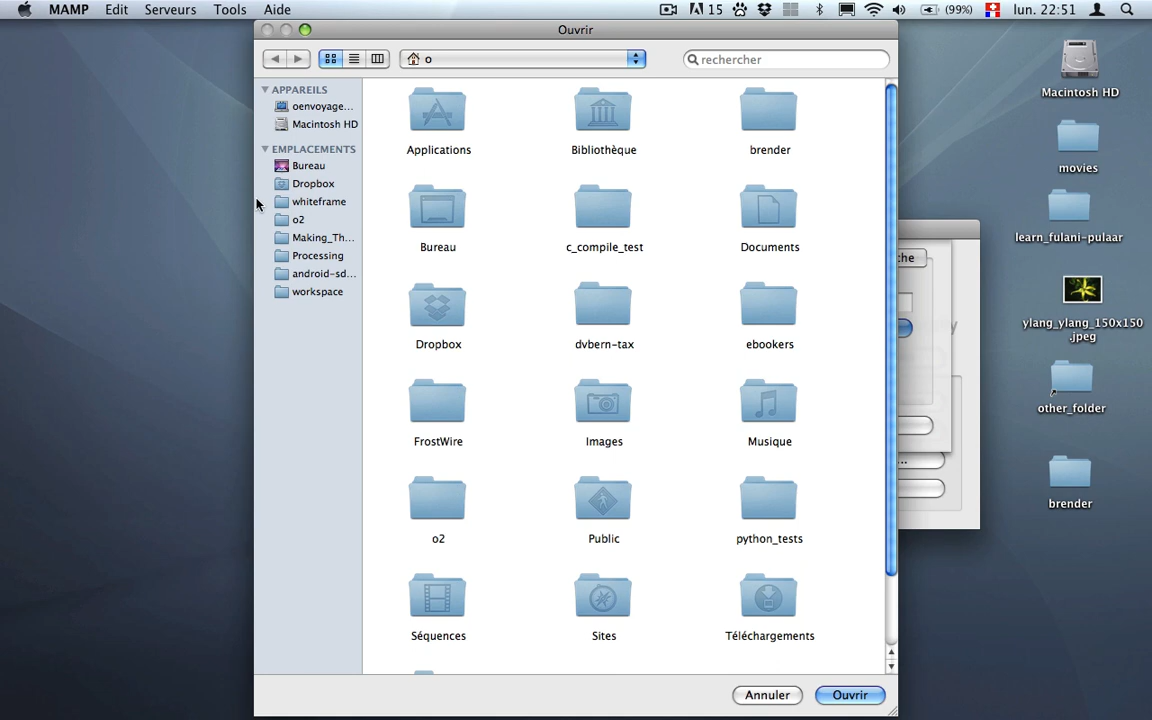 MAMP Edit Serveurs Tools Aide 15 (99%) lun. 22:51
Ouvrir
o
rechercher
APPAREILS
oenvoyage...
Macintosh HD
EMPLACEMENTS
Bureau
Dropbox
whiteframe
o2
Making_Th...
Processing
android-sd...
workspace
Applications
Bibliothèque
brender
Bureau
c_compile_test
Documents
Dropbox
dvbern-tax
ebookers
FrostWire
Images
Musique
o2
Public
python_tests
Séquences
Sites
Téléchargements
Annuler
Ouvrir
che
y
...
Macintosh HD
movies
learn_fulani-pulaar
ylang_ylang_150x150
.jpeg
other_folder
brender